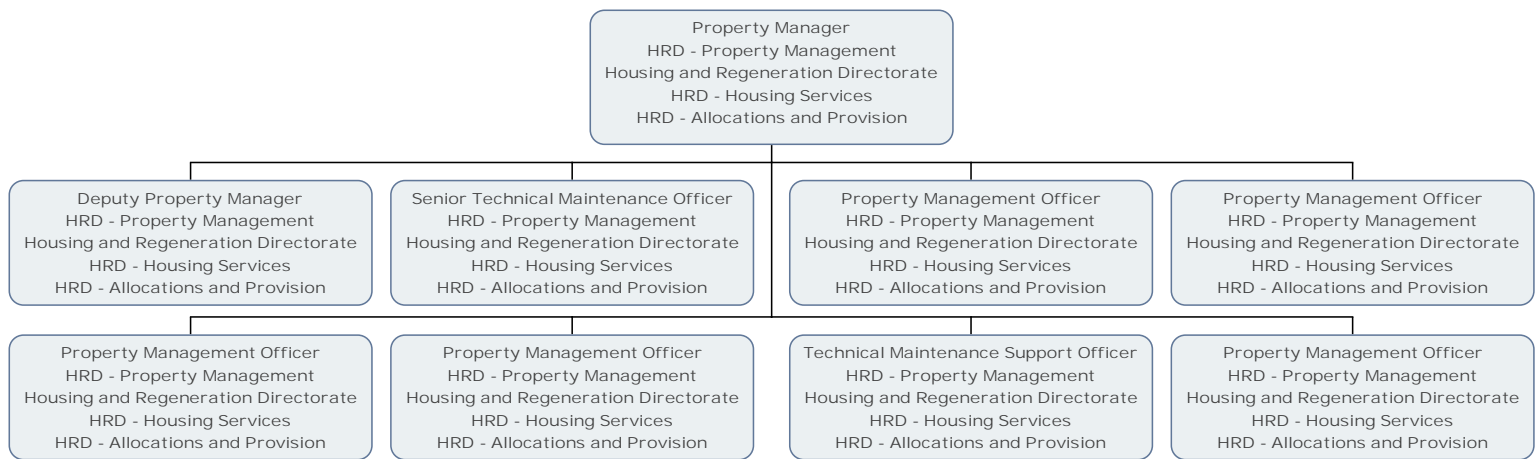 Property Manager
HRD - Property Management
Housing and Regeneration Directorate
HRD - Housing Services
HRD - Allocations and Provision
Deputy Property Manager
HRD - Property Management
Housing and Regeneration Directorate
HRD - Housing Services
HRD - Allocations and Provision
Senior Technical Maintenance Officer
HRD - Property Management
Housing and Regeneration Directorate
HRD - Housing Services
HRD - Allocations and Provision
Property Management Officer
HRD - Property Management
Housing and Regeneration Directorate
HRD - Housing Services
HRD - Allocations and Provision
Property Management Officer
HRD - Property Management
Housing and Regeneration Directorate
HRD - Housing Services
HRD - Allocations and Provision
Property Management Officer
HRD - Property Management
Housing and Regeneration Directorate
HRD - Housing Services
HRD - Allocations and Provision
Property Management Officer
HRD - Property Management
Housing and Regeneration Directorate
HRD - Housing Services
HRD - Allocations and Provision
Technical Maintenance Support Officer
HRD - Property Management
Housing and Regeneration Directorate
HRD - Housing Services
HRD - Allocations and Provision
Property Management Officer
HRD - Property Management
Housing and Regeneration Directorate
HRD - Housing Services
HRD - Allocations and Provision